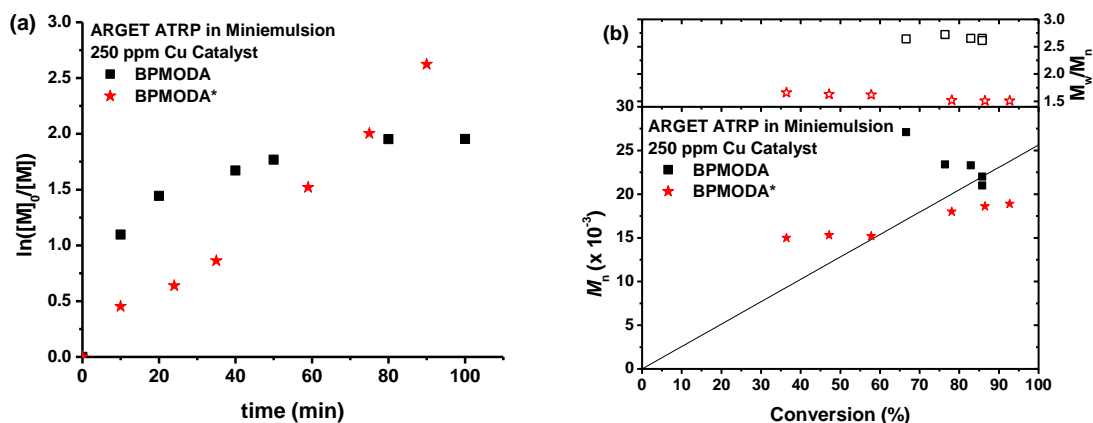 (a)
ARGET ATRP in Miniemulsion
250 ppm Cu Catalyst
BPMODA
BPMODA*
ln([M]0/[M])
3.0
2.5
2.0
1.5
1.0
0.5
0.0
0 20 40 60 80 100
time (min)
(b)
3.0
2.5
2.0
1.5
Mw/Mn
ARGET ATRP in Miniemulsion
250 ppm Cu Catalyst
BPMODA
BPMODA*
Mn (x 10-3)
30
25
20
15
10
5
0
0 10 20 30 40 50 60 70 80 90 100
Conversion (%)